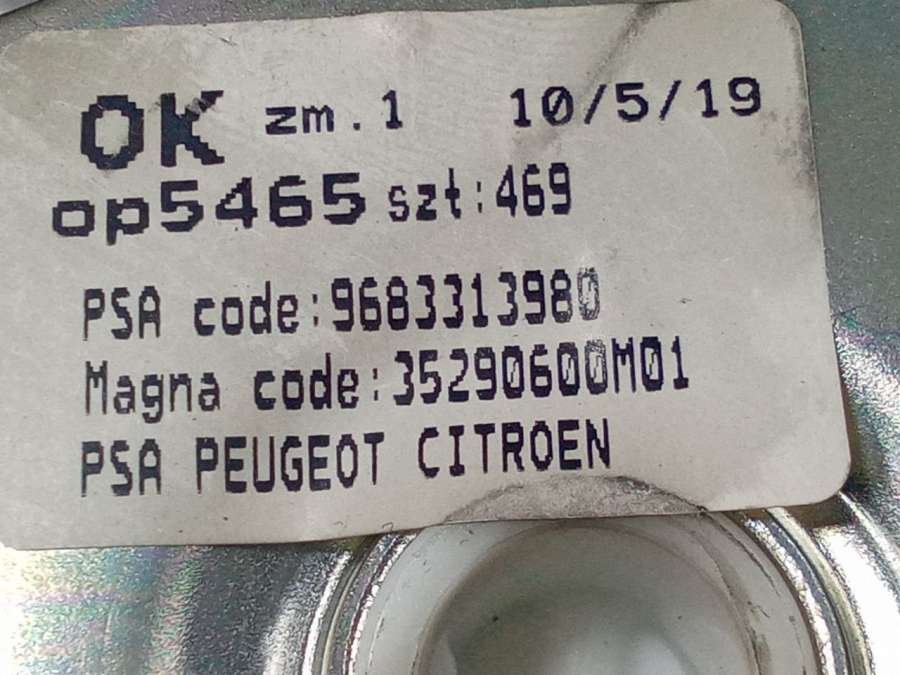 OK zm.1 10/5/19
op5465 szt:469
PSA code:9683313980
Magna code:35290600M01
PSA PEUGEOT CITROEN